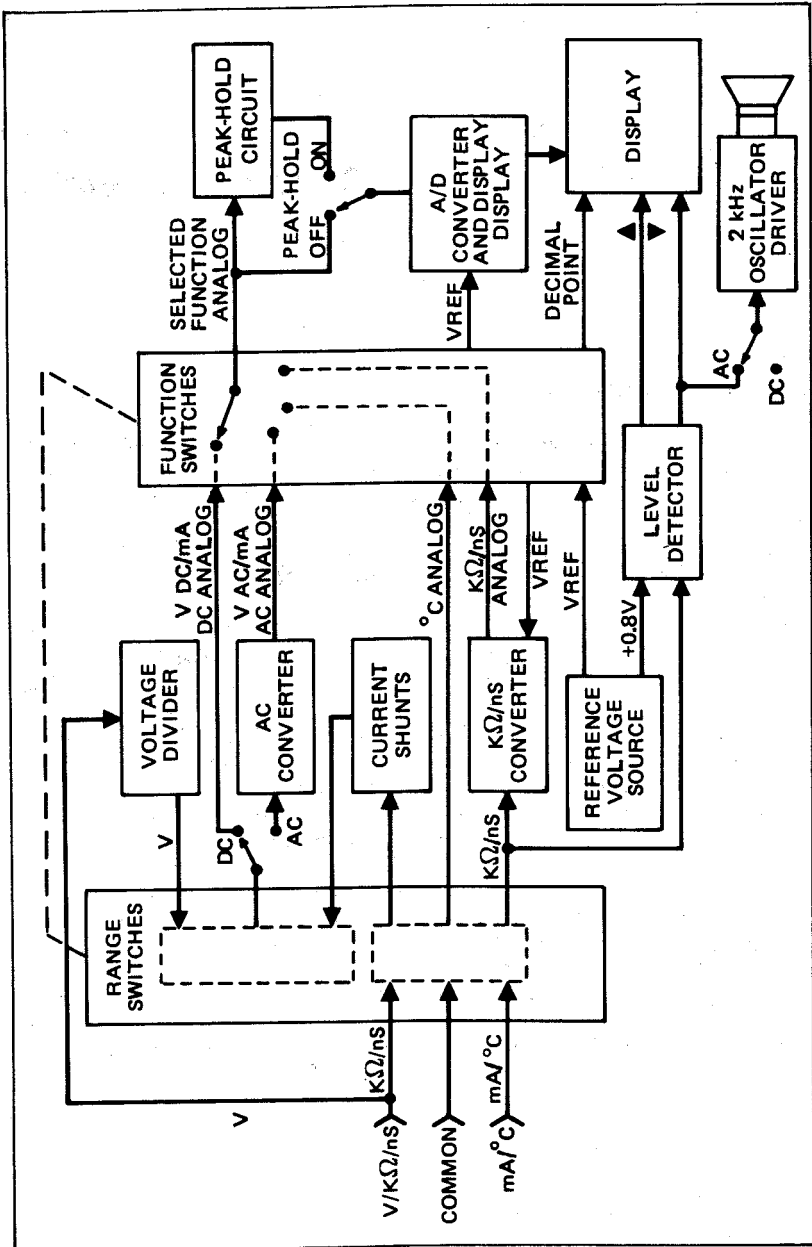 V
V/KΩ/nS
KΩ/nS
COMMON
mA/°C
mA/°C
RANGE
SWITCHES
V
DC
AC
KΩ/nS
VOLTAGE
DIVIDER
AC
CONVERTER
CURRENT
SHUNTS
KΩ/nS
CONVERTER
REFERENCE
VOLTAGE
SOURCE
V DC/mA
DC ANALOG
V AC/mA
AC ANALOG
°C ANALOG
KΩ/nS
ANALOG
VREF
VREF
+0.8V
FUNCTION
SWITCHES
LEVEL
DETECTOR
SELECTED
FUNCTION
ANALOG
VREF
DECIMAL
POINT
AC
DC
PEAK-HOLD
OFF
ON
PEAK-HOLD
CIRCUIT
A/D
CONVERTER
AND DISPLAY
DISPLAY
DISPLAY
2 kHz
OSCILLATOR
DRIVER